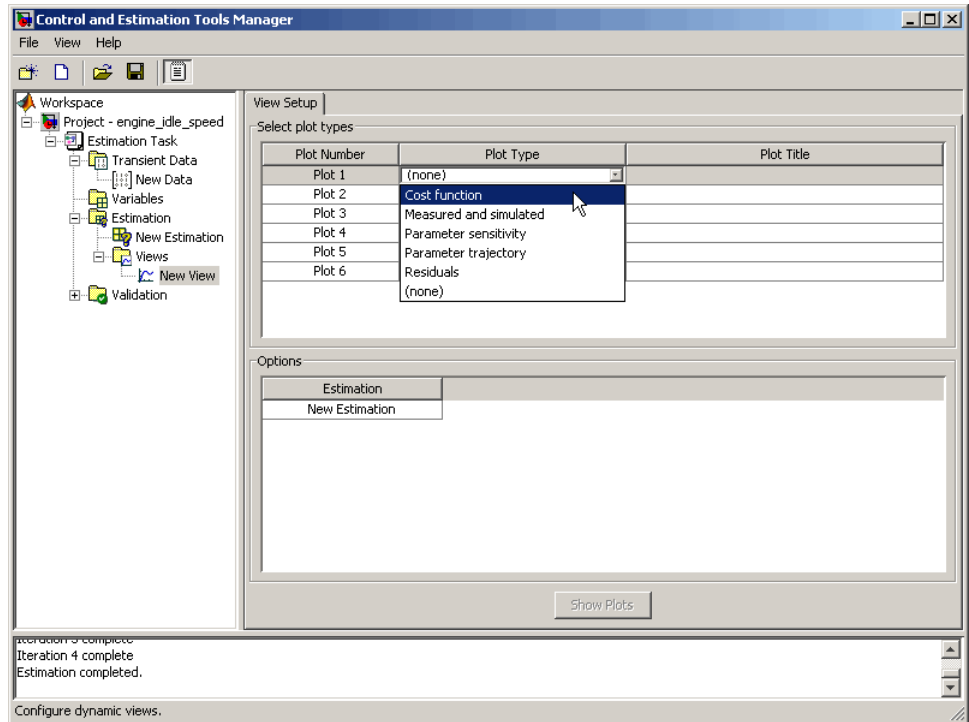 Control and Estimation Tools Manager
File View Help
Workspace
Project - engine_idle_speed
Estimation Task
Transient Data
New Data
Variables
Estimation
New Estimation
Views
New View
Validation
View Setup
Select plot types
Plot Number Plot Type Plot Title
Plot 1 (none)
Plot 2
Plot 3
Plot 4
Plot 5
Plot 6
Cost function
Measured and simulated
Parameter sensitivity
Parameter trajectory
Residuals
(none)
Options
Estimation
New Estimation
Show Plots
complete
Iteration 4 complete
Estimation completed.
Configure dynamic views.